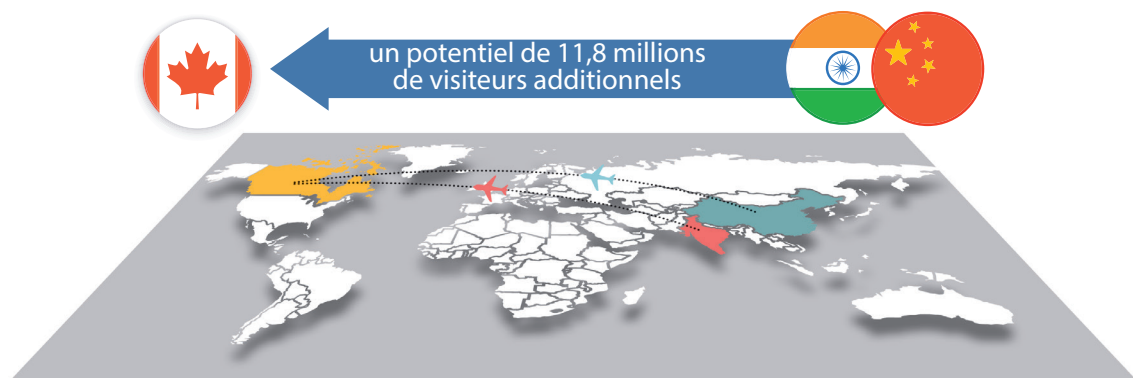 un potentiel de 11,8 millions
de visiteurs additionnels